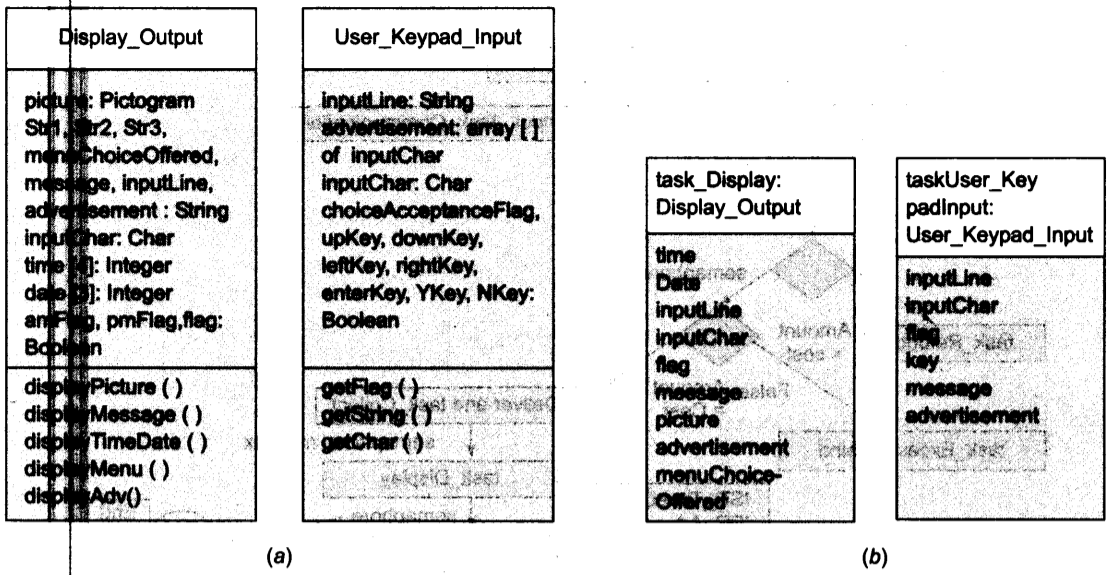 Display_Output
picture: Pictogram
Str1, Str2, Str3,
menuChoiceOffered,
message, inputLine,
advertisement : String
inputChar: Char
time [4]: Integer
date [3]: Integer
amFlag, pmFlag,flag:
Boolean
displayPicture ( )
displayMessage ( )
displayTimeDate ( )
displayMenu ( )
displayAdv()
User_Keypad_Input
inputLine: String
advertisement: array [ ]
of inputChar
inputChar: Char
choiceAcceptanceFlag,
upKey, downKey,
leftKey, rightKey,
enterKey, YKey, NKey:
Boolean
getFlag ( )
getString ( )
getChar ( )
(a)
task_Display:
Display_Output
time
Date
inputLine
inputChar
flag
message
picture
advertisement
menuChoice-
Offered
taskUser_Key
padInput:
User_Keypad_Input
inputLine
inputChar
flag
key
message
advertisement
(b)